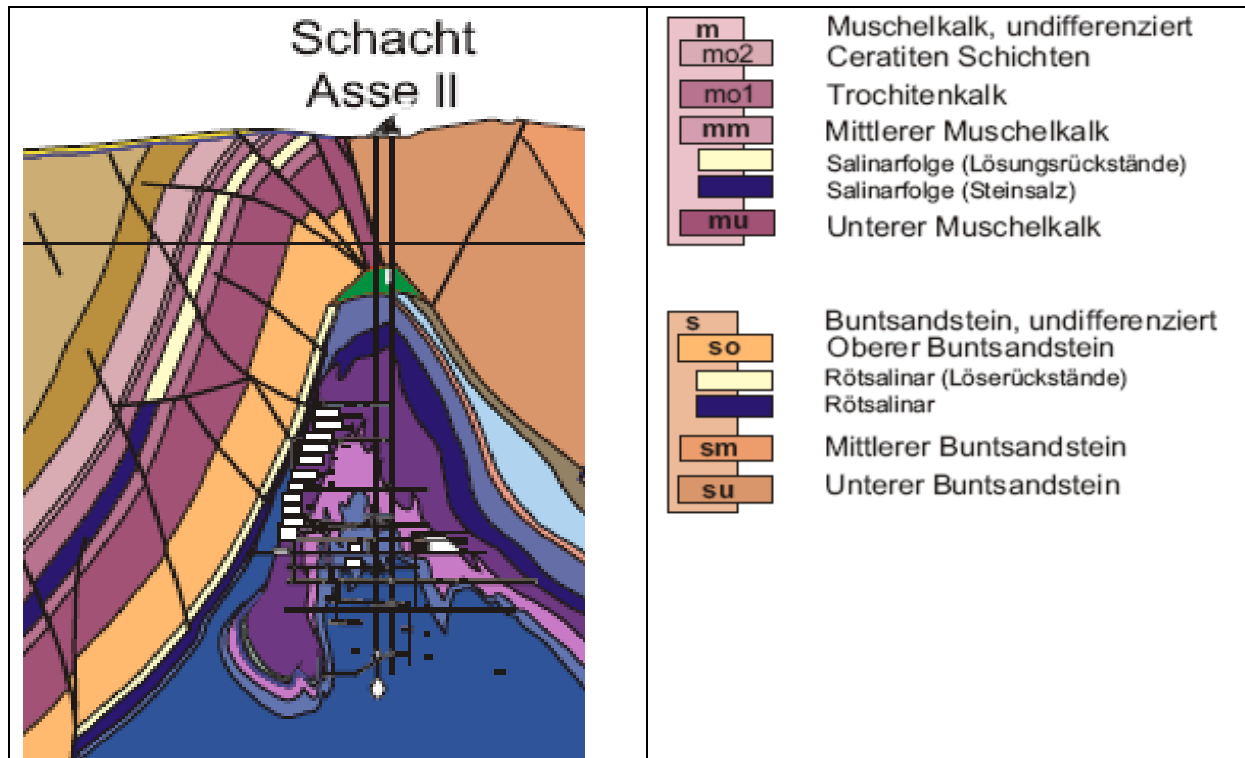 Schacht
Asse II
m Muschelkalk, undifferenziert
mo2 Ceratiten Schichten
mo1 Trochitenkalk
mm Mittlerer Muschelkalk
Salinarfolge (Lösungsrückstände)
Salinarfolge (Steinsalz)
mu Unterer Muschelkalk
s Buntsandstein, undifferenziert
so Oberer Buntsandstein
Rötsalinar (Löserückstände)
Rötsalinar
sm Mittlerer Buntsandstein
su Unterer Buntsandstein